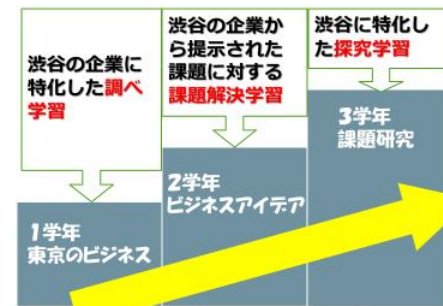 渋谷の企業に
特化した調べ
学習
渋谷の企業か
ら提示された
課題に対する
課題解決学習
渋谷に特化し
た探究学習
1学年
東京のビジネス
2学年
ビジネスアイデア
3学年
課題研究